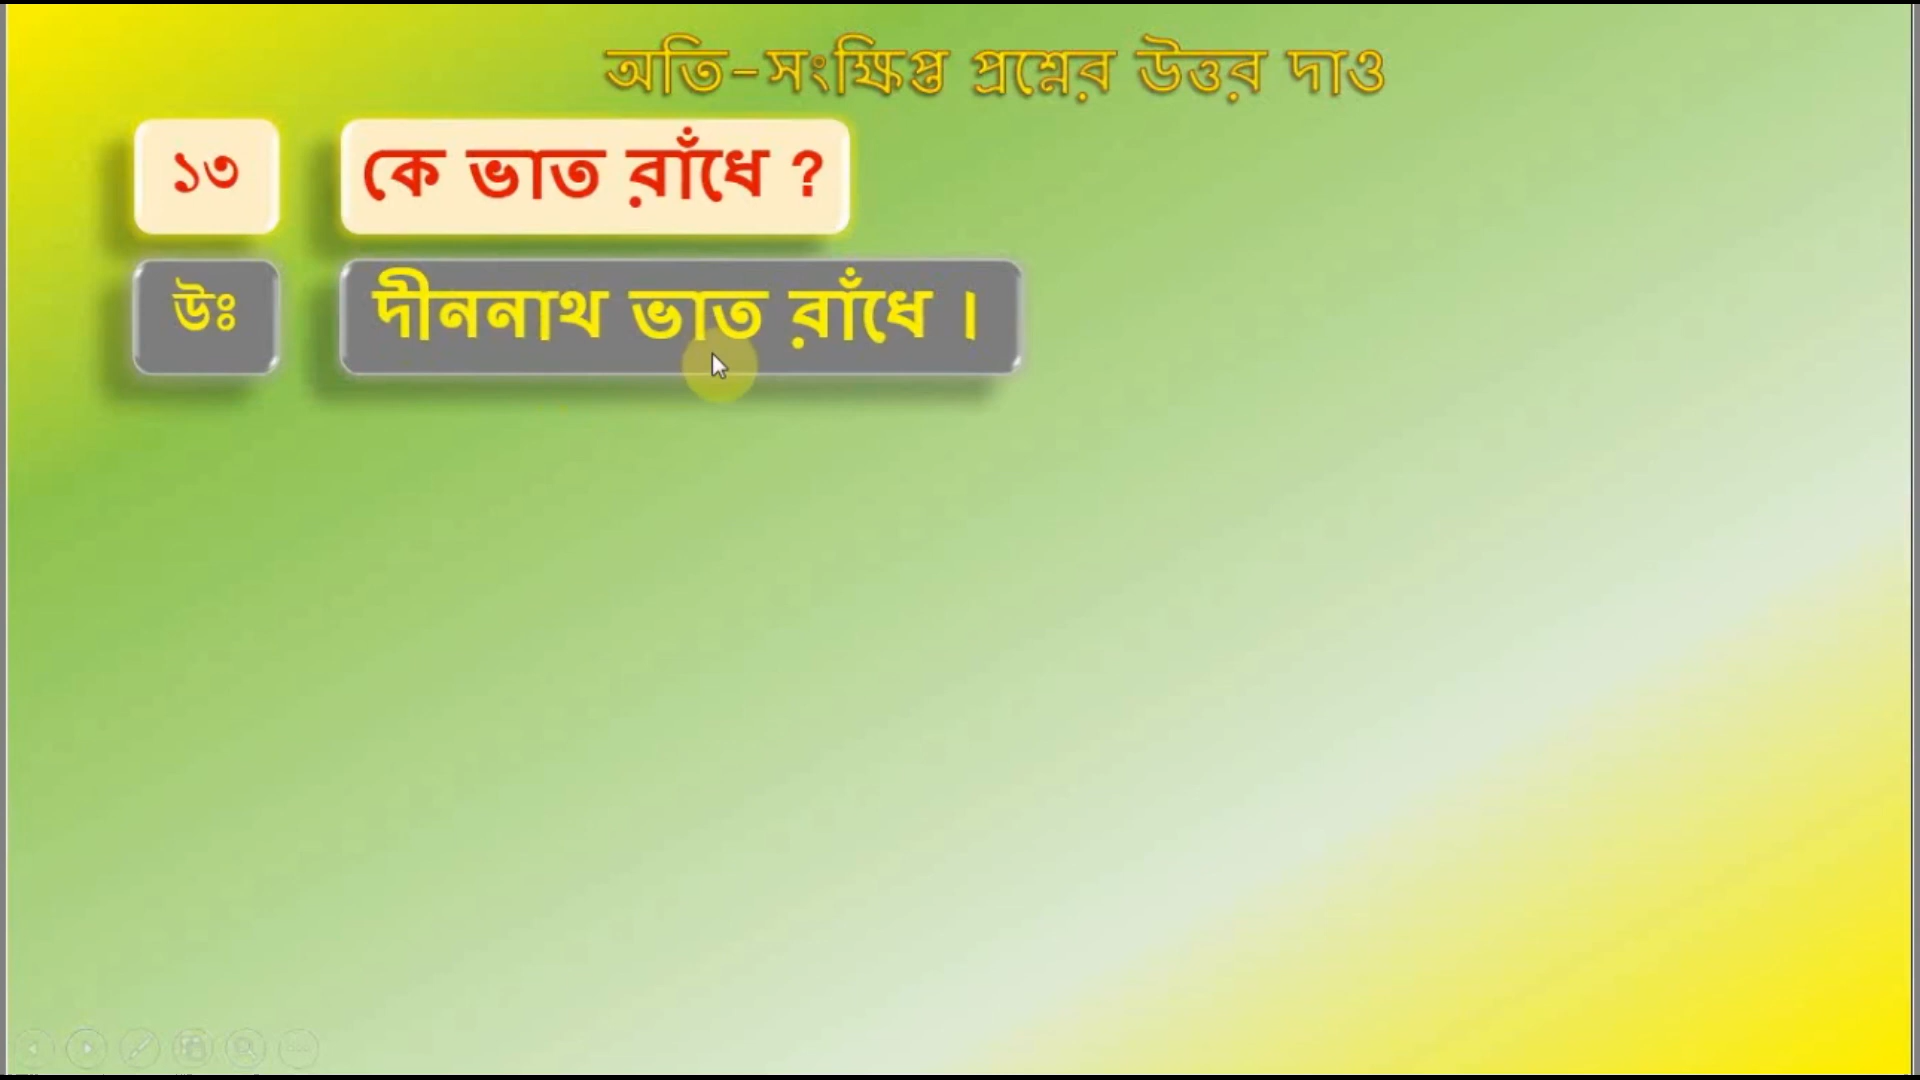 অতি-সংক্ষিপ্ত প্রশ্নের উত্তর দাও
১৩ কে ভাত রাঁধে ?
উঃ দীননাথ ভাত রাঁধে ।